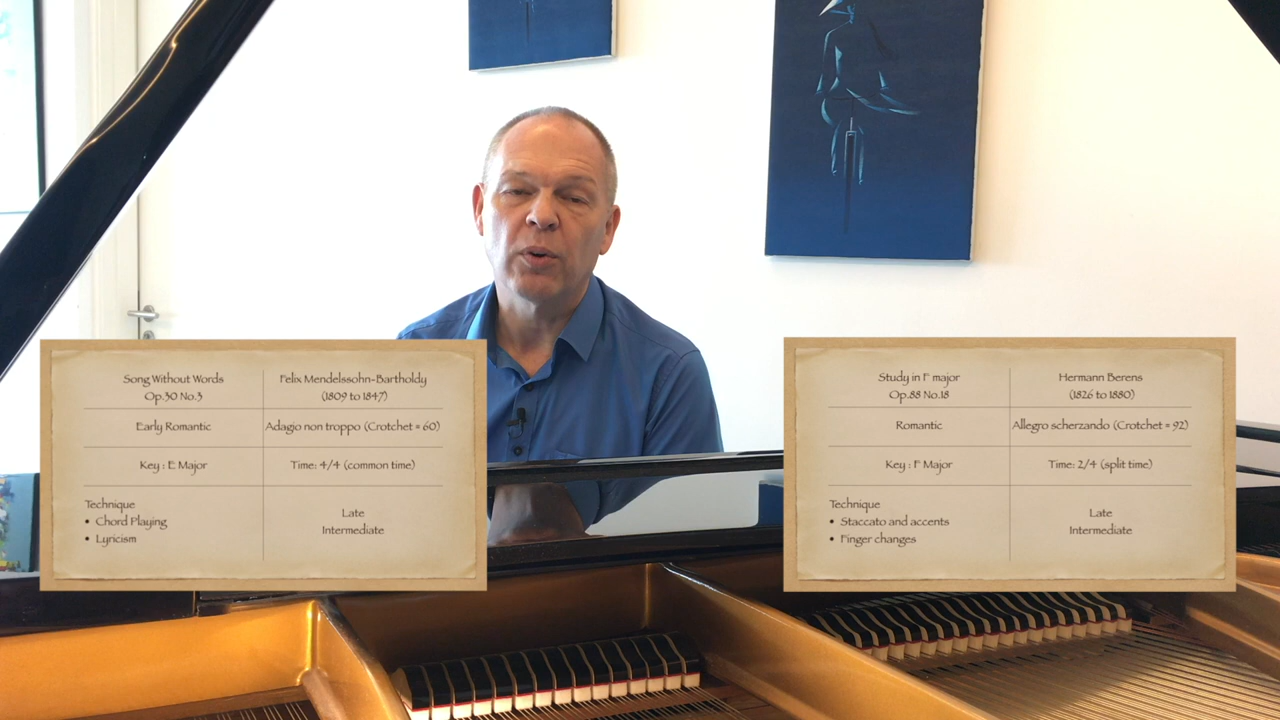 Song Without Words
Op.30 No.3
Felix Mendelssohn-Bartholdy
(1809 to 1847)
Early Romantic
Adagio non troppo (Crotchet = 60)
Key : E Major
Time: 4/4 (common time)
Technique
• Chord Playing
• Lyricism
Late
Intermediate
Study in F major
Op.88 No.18
Hermann Berens
(1826 to 1880)
Romantic
Allegro scherzando (Crotchet = 92)
Key : F Major
Time: 2/4 (split time)
Technique
• Staccato and accents
• Finger changes
Late
Intermediate